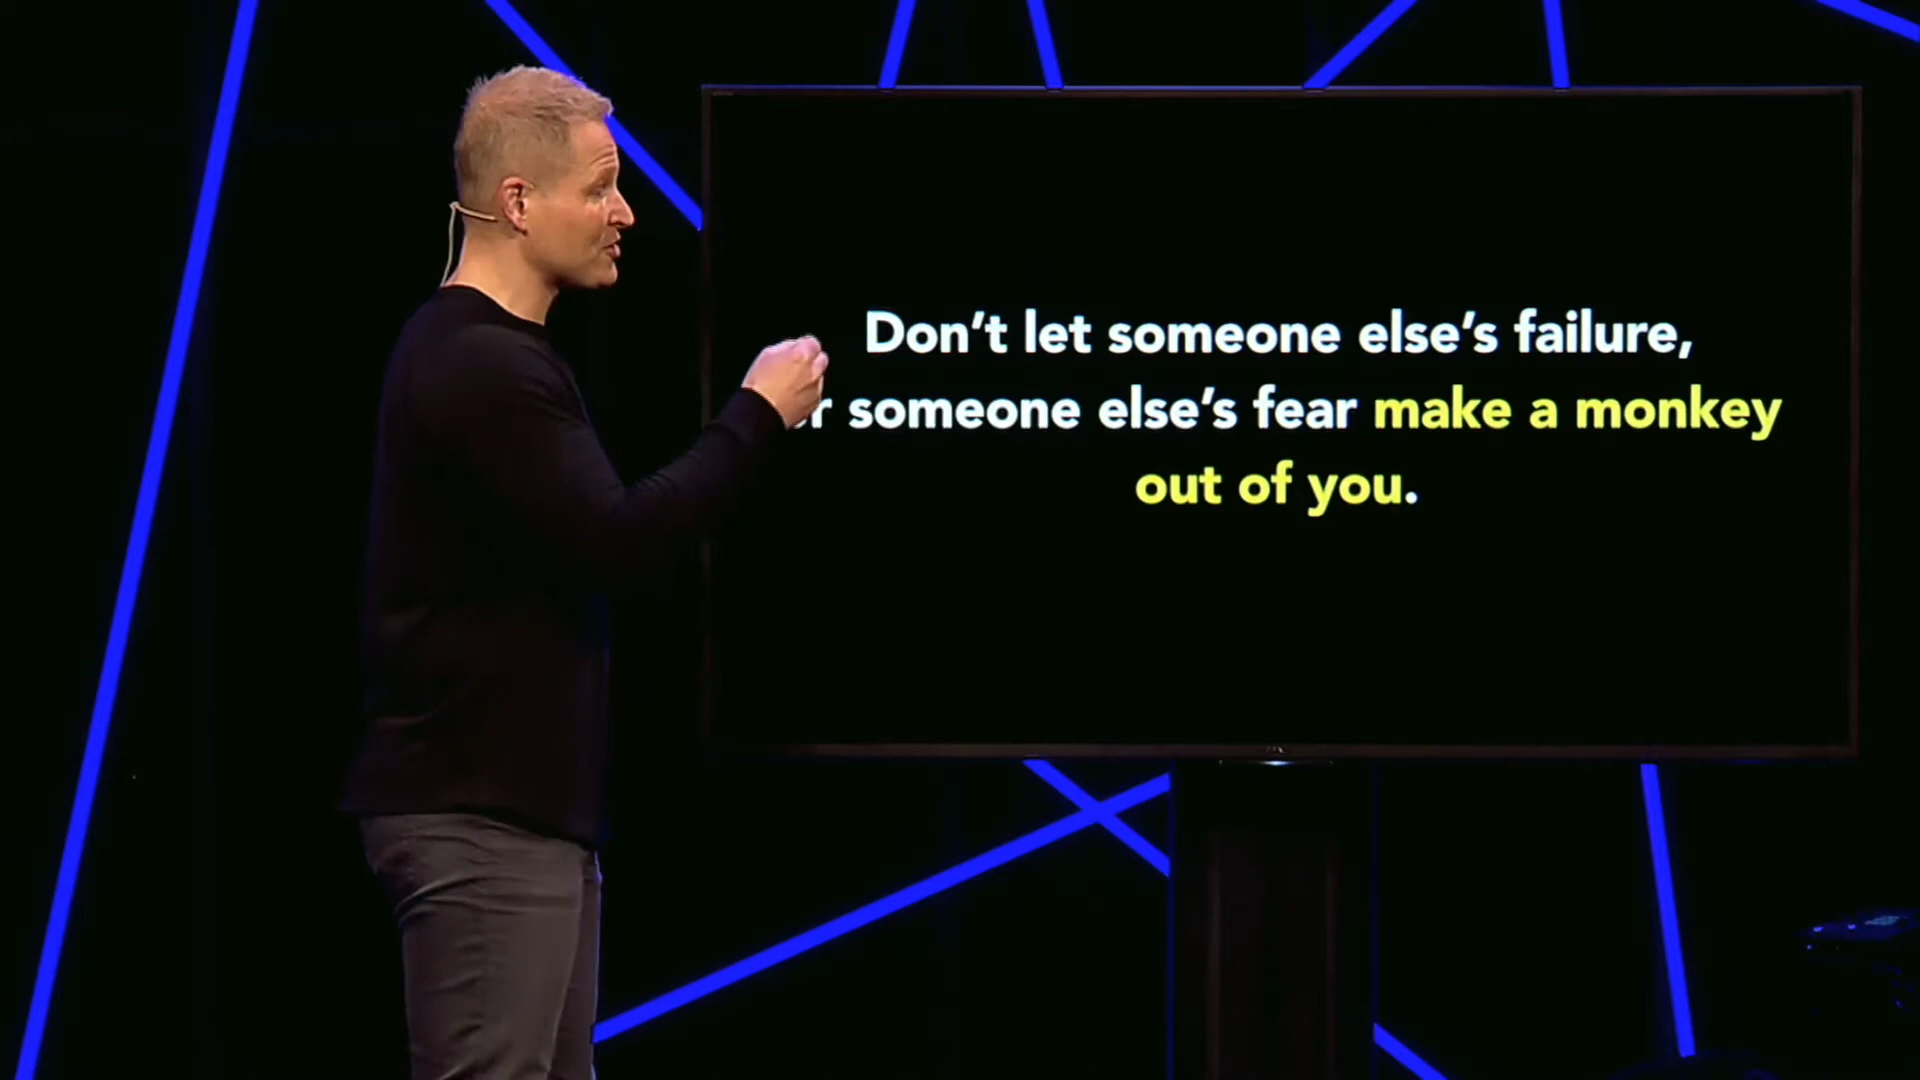 Don’t let someone else’s failure,
someone else’s fear make a monkey
out of you.